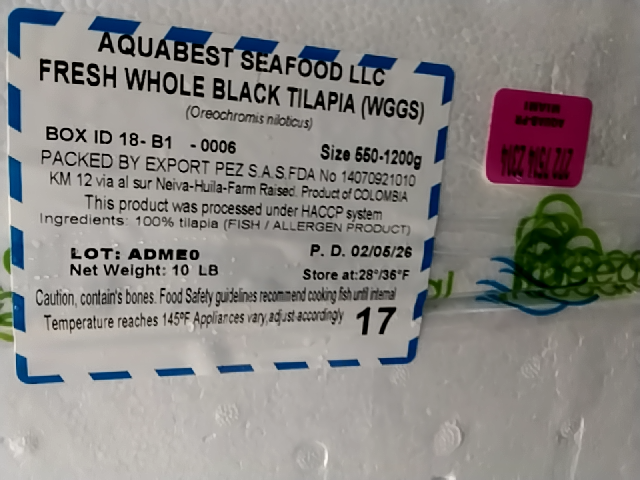 AQUABEST SEAFOOD LLC
FRESH WHOLE BLACK TILAPIA (WGGS)
(Oreochromis niloticus)
BOX ID 18- B1 - 0006
Size 550-1200g
PACKED BY EXPORT PEZ S.A.S.FDA No 14070921010
KM 12 via al sur Neiva-Huila-Farm Raised. Product of COLOMBIA
This product was processed under HACCP system
Ingredients: 100% tilapia (FISH / ALLERGEN PRODUCT)
LOT: ADME0
P. D. 02/05/26
Net Weight: 10 LB
Store at:28°/36°F
Caution, contain's bones. Food Safety guidelines recommend cooking fish until internal
Temperature reaches 145°F Appliances vary,adjust accordingly
17
MIAMI